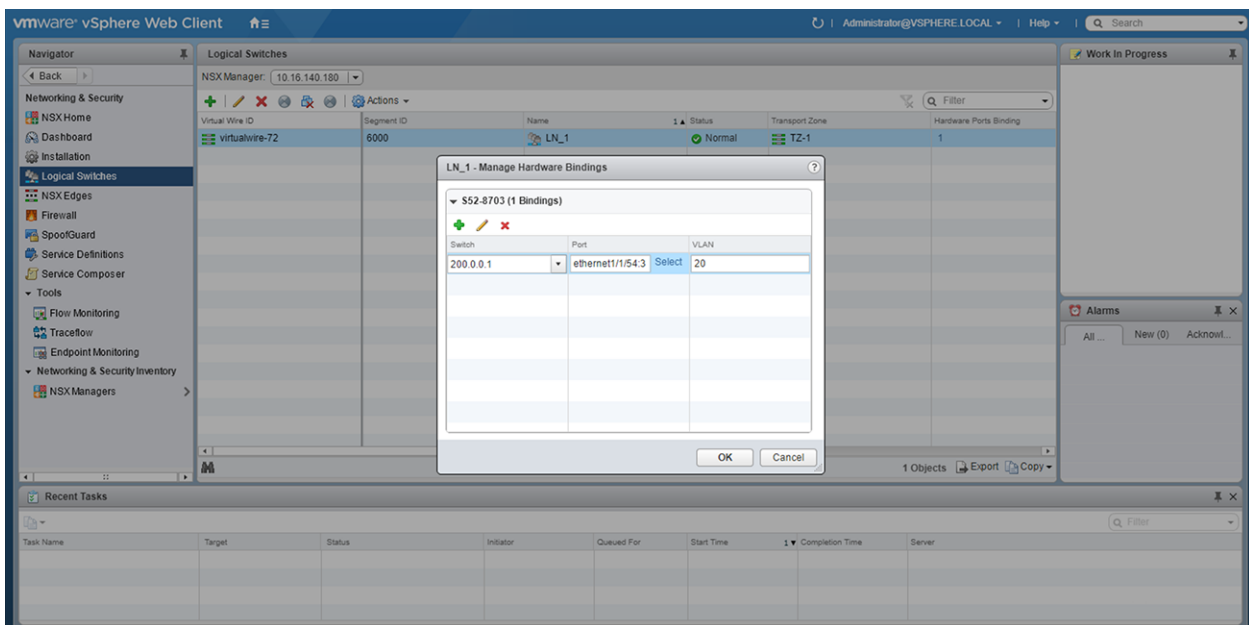 vmware® vSphere Web Client
Administrator@VSPHERE.LOCAL | Help | Search
Navigator
Back
Networking & Security
NSX Home
Dashboard
Installation
Logical Switches
NSX Edges
Firewall
SpoofGuard
Service Definitions
Service Composer
Tools
Flow Monitoring
Traceflow
Endpoint Monitoring
Networking & Security Inventory
NSX Managers
Logical Switches
NSX Manager: 10.16.140.180
Actions
Filter
Virtual Wire ID Segment ID Name 1 Status Transport Zone Hardware Ports Binding
virtualwire-72 6000 LN_1 Normal TZ-1 1
LN_1 - Manage Hardware Bindings ?
S52-8703 (1 Bindings)
Switch Port VLAN
200.0.0.1 ethernet1/1/54:3 Select 20
OK Cancel
1 Objects Export Copy
Work In Progress
Alarms
All ... New (0) Acknowl...
Recent Tasks
Filter
Task Name Target Status Initiator Queued For Start Time 1 Completion Time Server